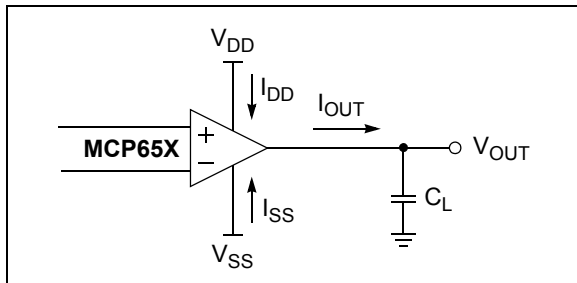 V_DD
I_DD
I_OUT
+
MCP65X
−
V_OUT
I_SS
C_L
V_SS